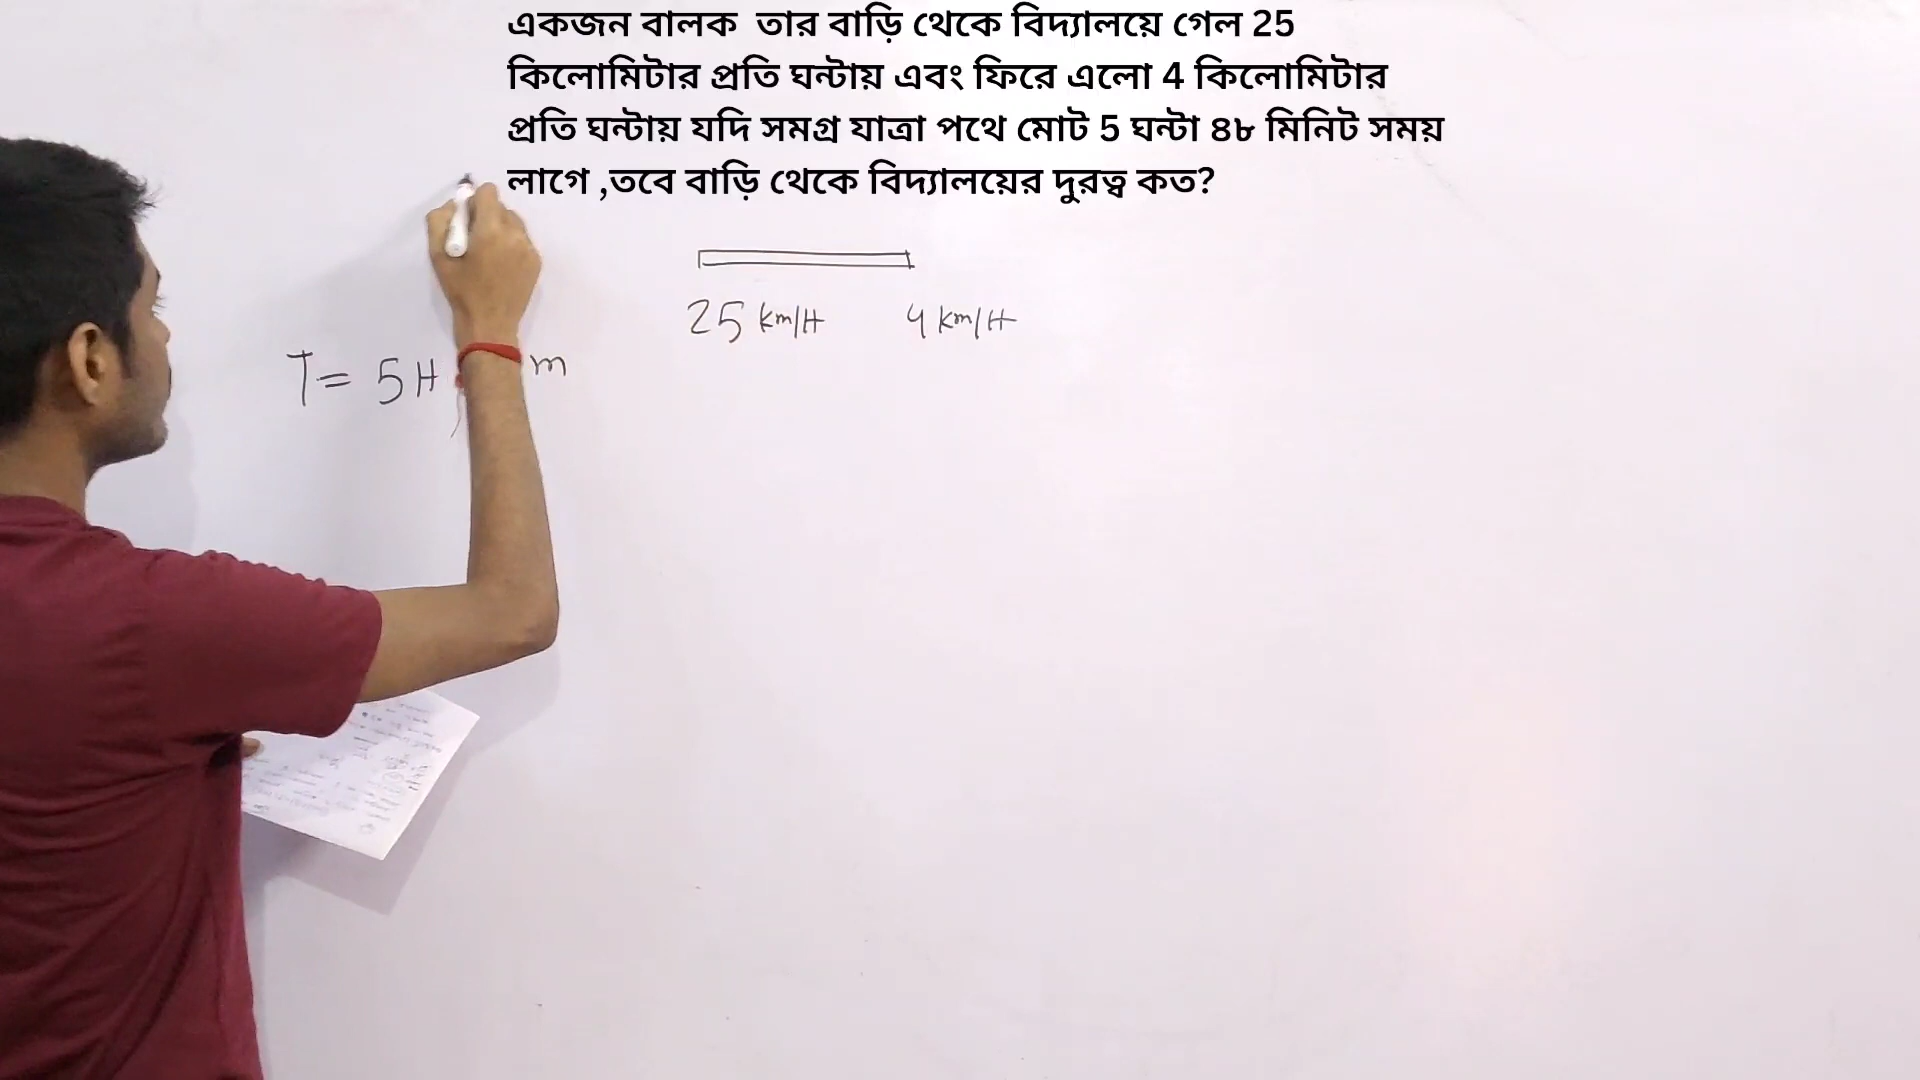 একজন বালক তার বাড়ি থেকে বিদ্যালয়ে গেল 25
কিলোমিটার প্রতি ঘন্টায় এবং ফিরে এলো 4 কিলোমিটার
প্রতি ঘন্টায় যদি সমগ্র যাত্রা পথে মোট 5 ঘন্টা ৪৮ মিনিট সময়
লাগে ,তবে বাড়ি থেকে বিদ্যালয়ের দুরত্ব কত?
25 km/H 4 km/H
T= 5H m